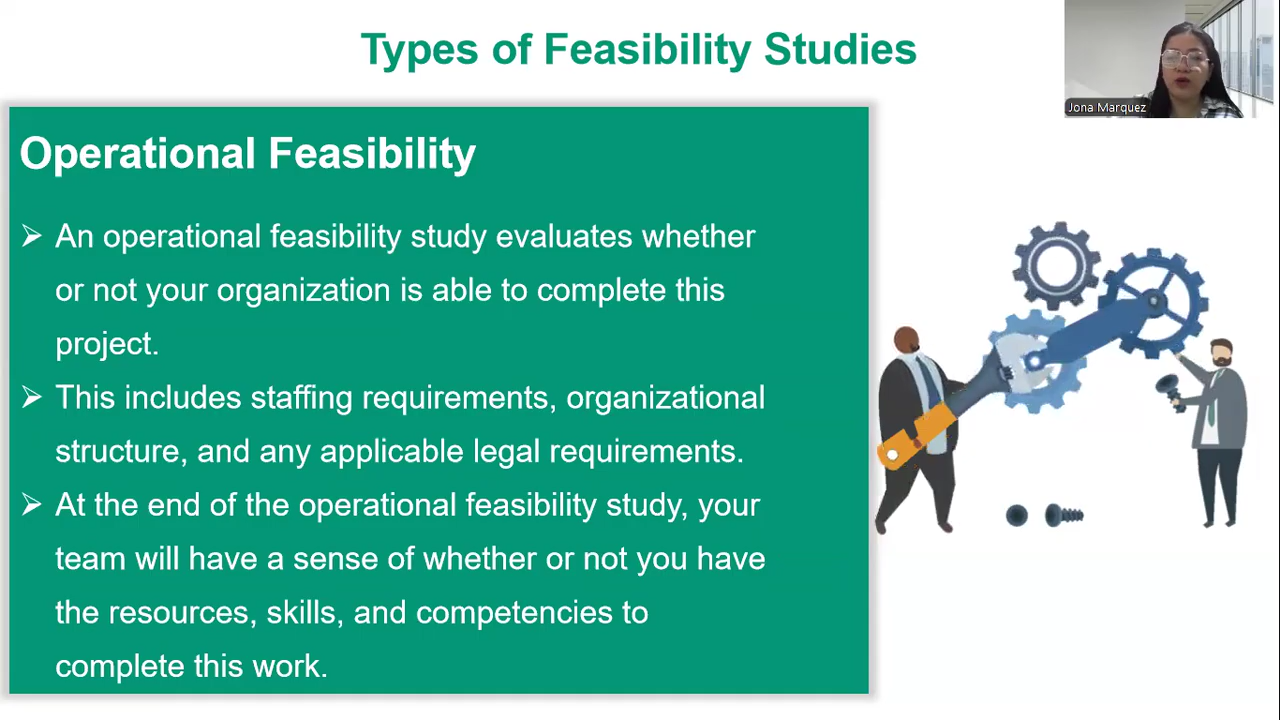 Types of Feasibility Studies
Jona Marquez
Operational Feasibility
➢ An operational feasibility study evaluates whether
or not your organization is able to complete this
project.
➢ This includes staffing requirements, organizational
structure, and any applicable legal requirements.
➢ At the end of the operational feasibility study, your
team will have a sense of whether or not you have
the resources, skills, and competencies to
complete this work.